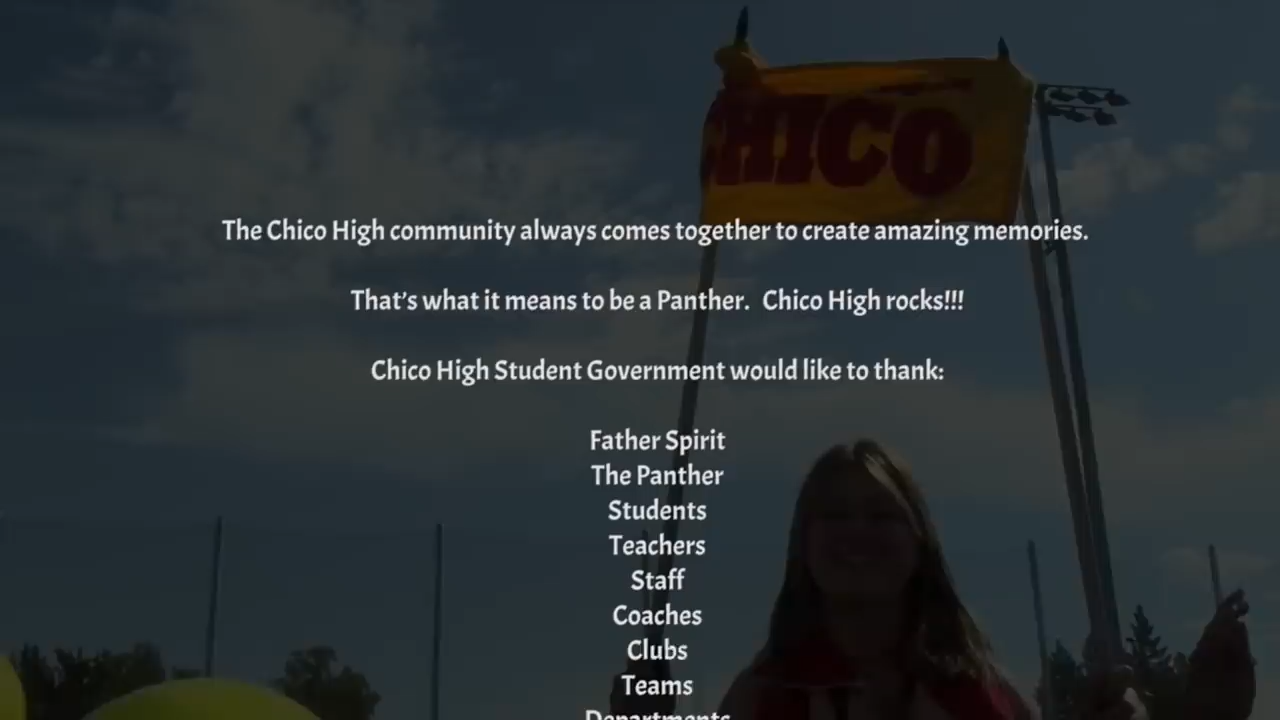 CHICO
The Chico High community always comes together to create amazing memories.
That's what it means to be a Panther.  Chico High rocks!!!
Chico High Student Government would like to thank:
Father Spirit
The Panther
Students
Teachers
Staff
Coaches
Clubs
Teams
Departments